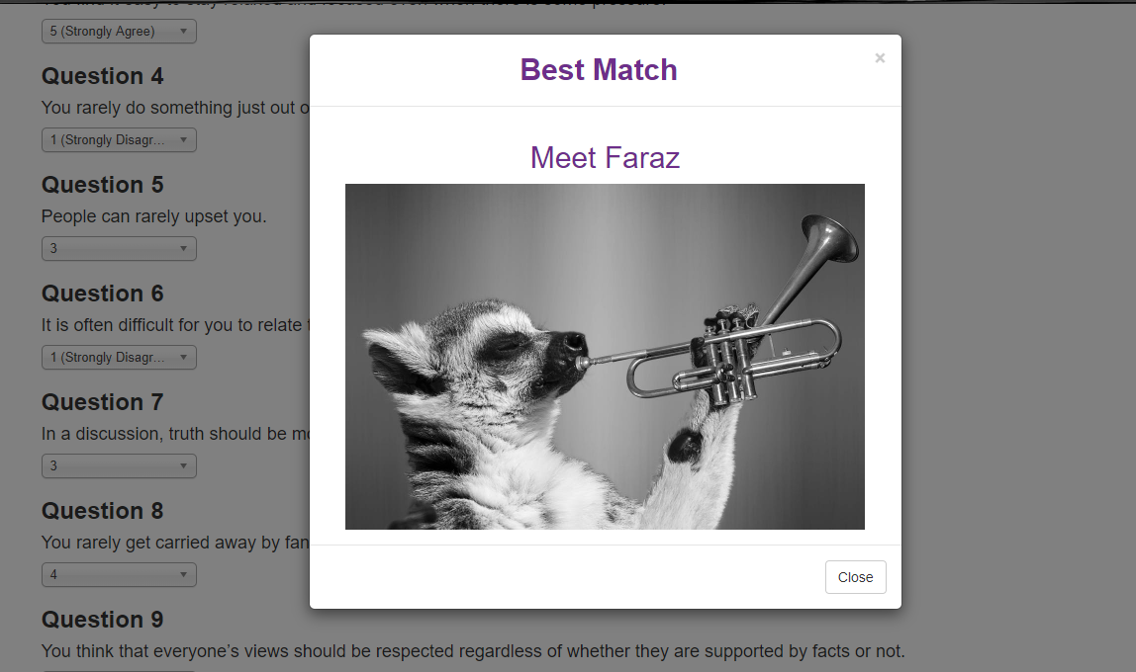 You find it easy to stay relaxed and focused even when there is some pressure.
5 (Strongly Agree)
Question 4
You rarely do something just out o
1 (Strongly Disagr...
Question 5
People can rarely upset you.
3
Question 6
It is often difficult for you to relate
1 (Strongly Disagr...
Question 7
In a discussion, truth should be mo
3
Question 8
You rarely get carried away by fan
4
Question 9
You think that everyone’s views should be respected regardless of whether they are supported by facts or not.
Best Match
×
Meet Faraz
Close